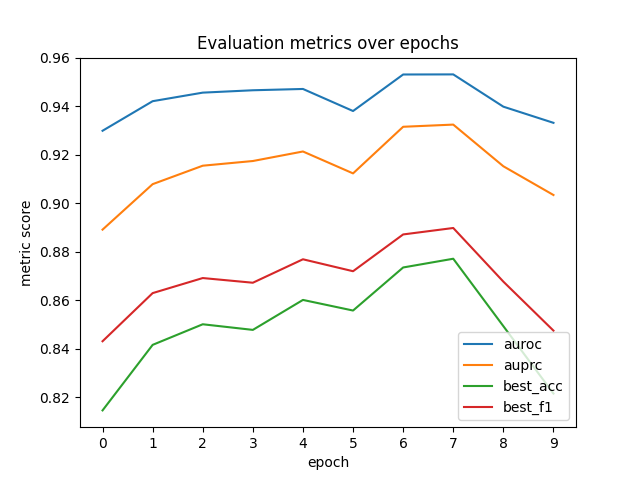 Evaluation metrics over epochs
0.96
0.94
0.92
0.90
0.88
0.86
0.84
0.82
metric score
auroc
auprc
best_acc
best_f1
0 1 2 3 4 5 6 7 8 9
epoch